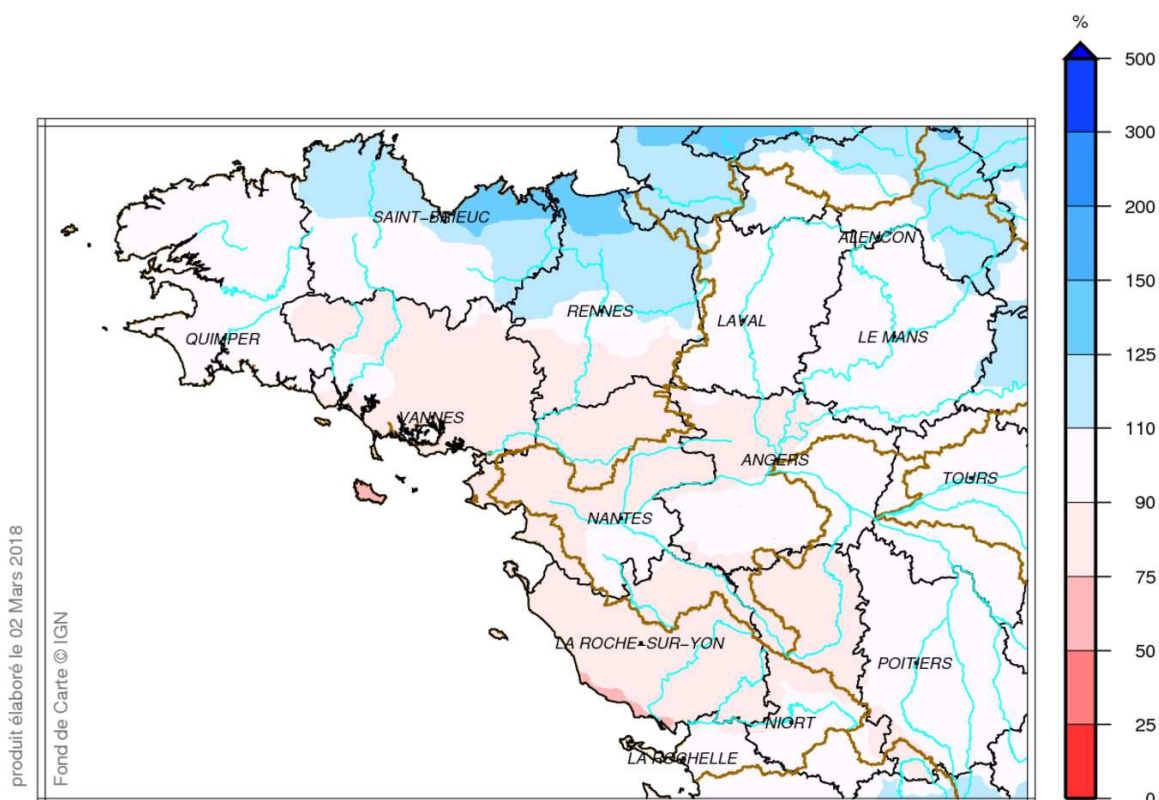 %
500
300
200
150
125
110
90
75
50
25
0
SAINT-BRIEUC
ALENCON
RENNES
LAVAL
LE MANS
QUIMPER
VANNES
ANGERS
TOURS
NANTES
LA ROCHE-SUR-YON
POITIERS
NIORT
LA ROCHELLE
produit élaboré le 02 Mars 2018
Fond de Carte © IGN